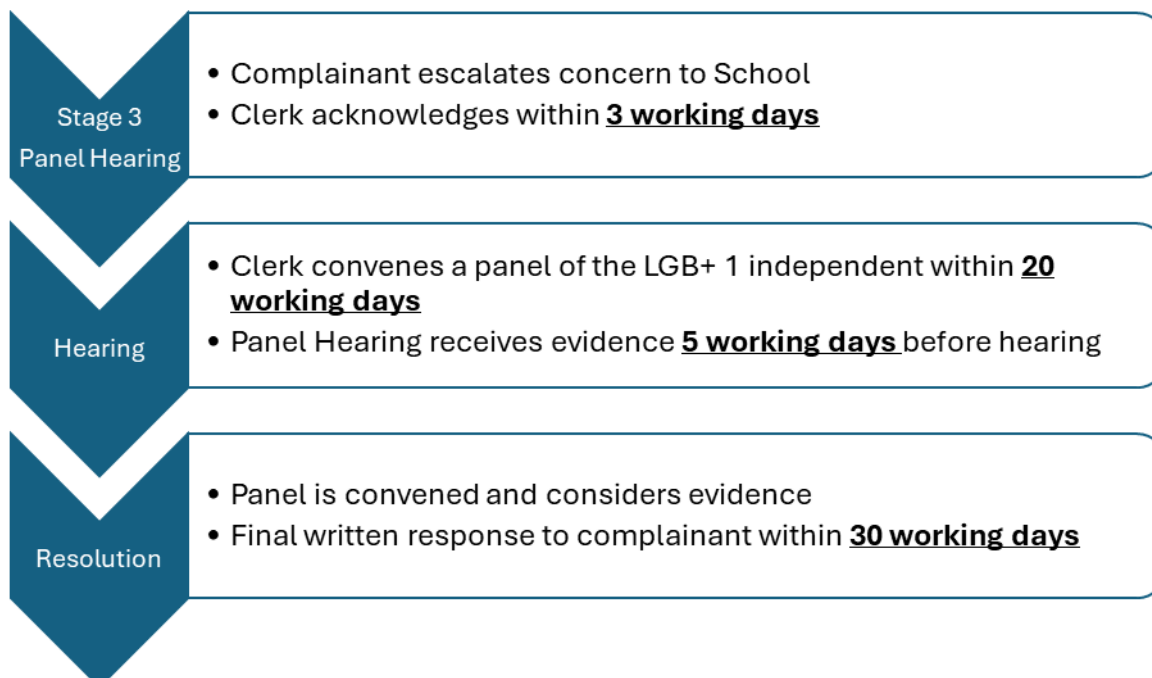 Stage 3
Panel Hearing
• Complainant escalates concern to School
• Clerk acknowledges within 3 working days
Hearing
• Clerk convenes a panel of the LGB+ 1 independent within 20
working days
• Panel Hearing receives evidence 5 working days before hearing
Resolution
• Panel is convened and considers evidence
• Final written response to complainant within 30 working days